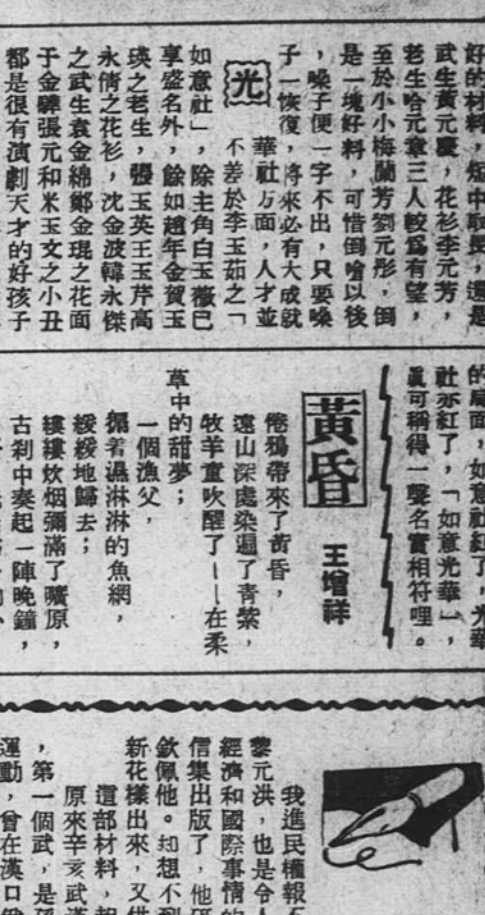 好的材料，短中取長，還是
武生黃元慶，花衫李元芳，
老生哈元章三人較爲有望，
至於小小梅蘭芳劉元彤，倒
是一塊好料，可惜倒嗆以後
，嗓子便一字不出，只要嗓
子一恢復，將來必有大成就
光
華社方面，人才並
不差於李玉茹之「
如意社」，除主角白玉薇已
享盛名外，餘如趙年金賀玉
瑛之老生，張玉英王玉芹高
永倩之花衫，沈金波韓永傑
之武生袁金綿鄭金琨之花面
于金驊張元和米玉文之小丑
都是很有演劇天才的好孩子
的局面，如意社紅了，光華
社亦紅了，「如意光華」，
眞可稱得一聲名實相符哩。
黃昏
王增祥
倦鴉帶來了黃昏，
遠山深處染遍了青紫，
牧羊童吹醒了——在柔
草中的甜夢；
一個漁父，
揹着濕淋淋的魚網，
緩緩地歸去；
縷縷炊烟彌滿了曠原，
古刹中奏起一陣晚鐘，
我進民權報
黎元洪，也是令人
經濟和國際事情的
信集出版了，他
欽佩他。却想不到
新花樣出來，又供
這部材料，
原來辛亥武漢
，第一個武，是孫
運動，曾在漢口